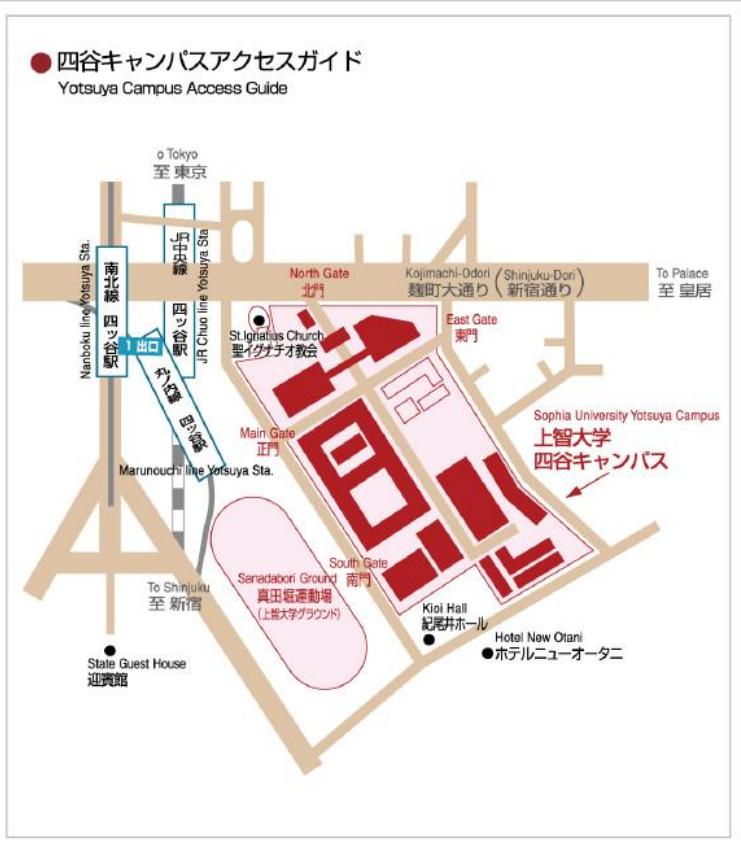 四谷キャンパスアクセスガイド
Yotsuya Campus Access Guide
o Tokyo
至 東京
Nanboku line Yotsuya Sta.
南北線 四ツ谷駅
JR中央線 四ツ谷駅
JR Chuo line Yotsuya Sta
1 出口
丸ノ内線 四ツ谷駅
Marunouchi line Yotsuya Sta.
North Gate
北門
Kojimachi-Odori (Shinjuku-Dori)
麹町大通り(新宿通り)
To Palace
至 皇居
St.Ignatius Church
聖イグナチオ教会
East Gate
東門
Main Gate
正門
Sophia University Yotsuya Campus
上智大学
四谷キャンパス
South Gate
南門
Sanadabori Ground
真田堀運動場
(上智大学グラウンド)
To Shinjuku
至 新宿
Kioi Hall
紀尾井ホール
Hotel New Otani
ホテルニューオータニ
State Guest House
迎賓館